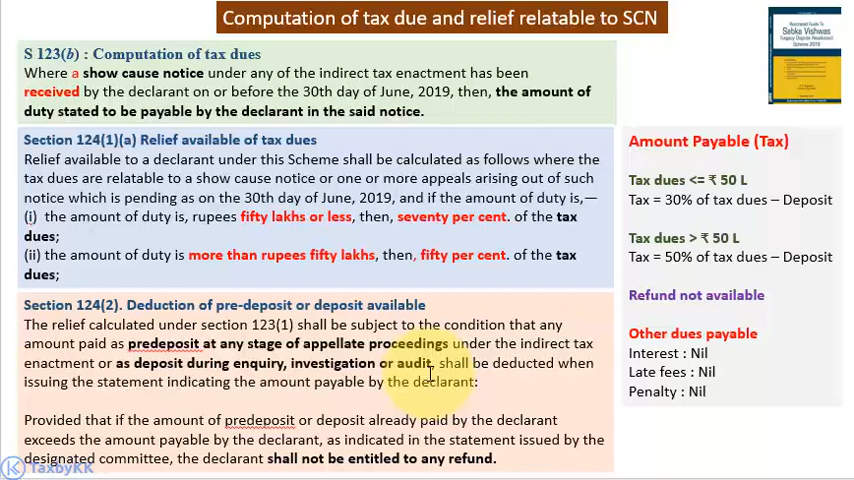 Computation of tax due and relief relatable to SCN
S 123(b) : Computation of tax dues
Where a show cause notice under any of the indirect tax enactment has been
received by the declarant on or before the 30th day of June, 2019, then, the amount of
duty stated to be payable by the declarant in the said notice.
Section 124(1)(a) Relief available of tax dues
Relief available to a declarant under this Scheme shall be calculated as follows where the
tax dues are relatable to a show cause notice or one or more appeals arising out of such
notice which is pending as on the 30th day of June, 2019, and if the amount of duty is,—
(i) the amount of duty is, rupees fifty lakhs or less, then, seventy per cent. of the tax
dues;
(ii) the amount of duty is more than rupees fifty lakhs, then, fifty per cent. of the tax
dues;
Section 124(2). Deduction of pre-deposit or deposit available
The relief calculated under section 123(1) shall be subject to the condition that any
amount paid as predeposit at any stage of appellate proceedings under the indirect tax
enactment or as deposit during enquiry, investigation or audit, shall be deducted when
issuing the statement indicating the amount payable by the declarant:
Provided that if the amount of predeposit or deposit already paid by the declarant
exceeds the amount payable by the declarant, as indicated in the statement issued by the
designated committee, the declarant shall not be entitled to any refund.
Sabka Vishwas
Scheme 2019
Amount Payable (Tax)
Tax dues <= ₹ 50 L
Tax = 30% of tax dues – Deposit
Tax dues > ₹ 50 L
Tax = 50% of tax dues – Deposit
Refund not available
Other dues payable
Interest : Nil
Late fees : Nil
Penalty : Nil
TaxbyKK